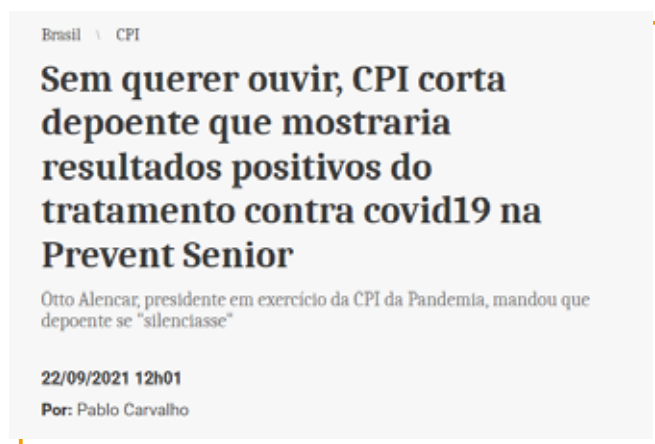 Brasil \ CPI
Sem querer ouvir, CPI corta
depoente que mostraria
resultados positivos do
tratamento contra covid19 na
Prevent Senior
Otto Alencar, presidente em exercício da CPI da Pandemia, mandou que
depoente se "silenciasse"
22/09/2021 12h01
Por: Pablo Carvalho